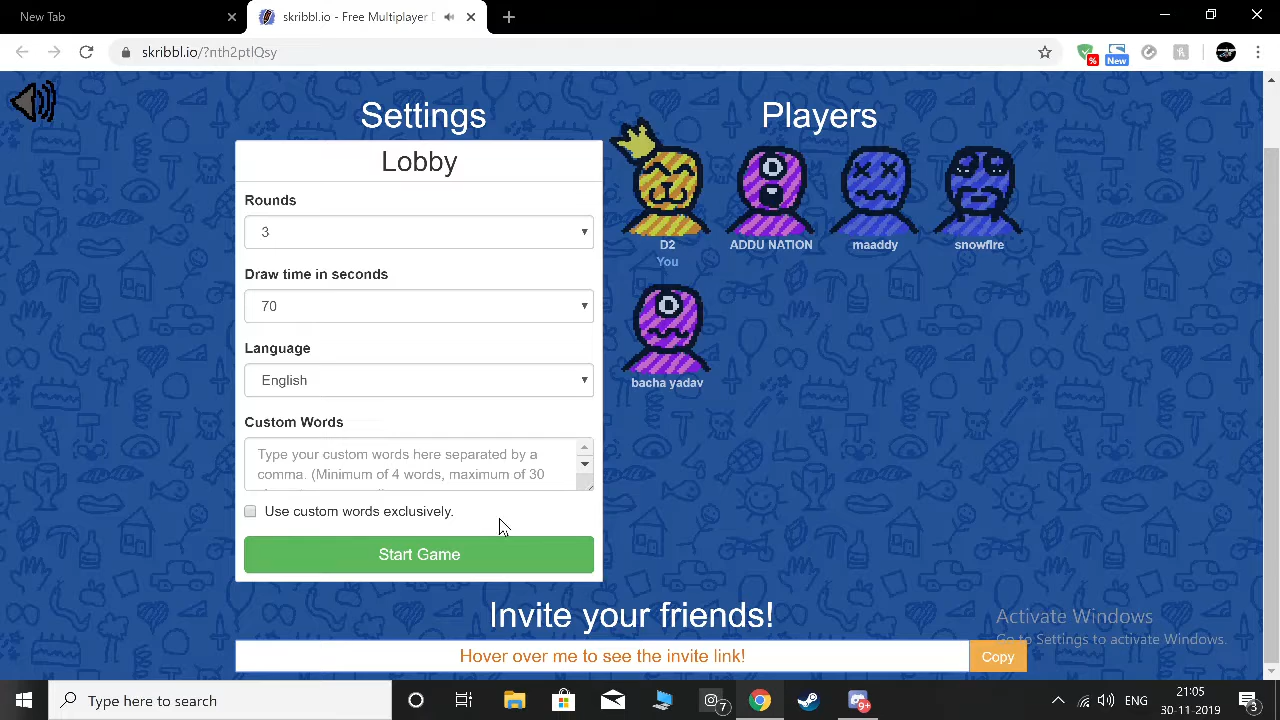 New Tab
skribbl.io - Free Multiplayer
skribbl.io/?nth2ptlQsy
%
New
Settings
Players
Lobby
Rounds
3
Draw time in seconds
70
Language
English
Custom Words
Type your custom words here separated by a
comma. (Minimum of 4 words, maximum of 30
Use custom words exclusively.
Start Game
D2
You
ADDU NATION
maaddy
snowfire
bacha yadav
Invite your friends!
Hover over me to see the invite link!
Copy
Activate Windows
Go to Settings to activate Windows.
Type here to search
7
9+
ENG
21:05
30-11-2019
3